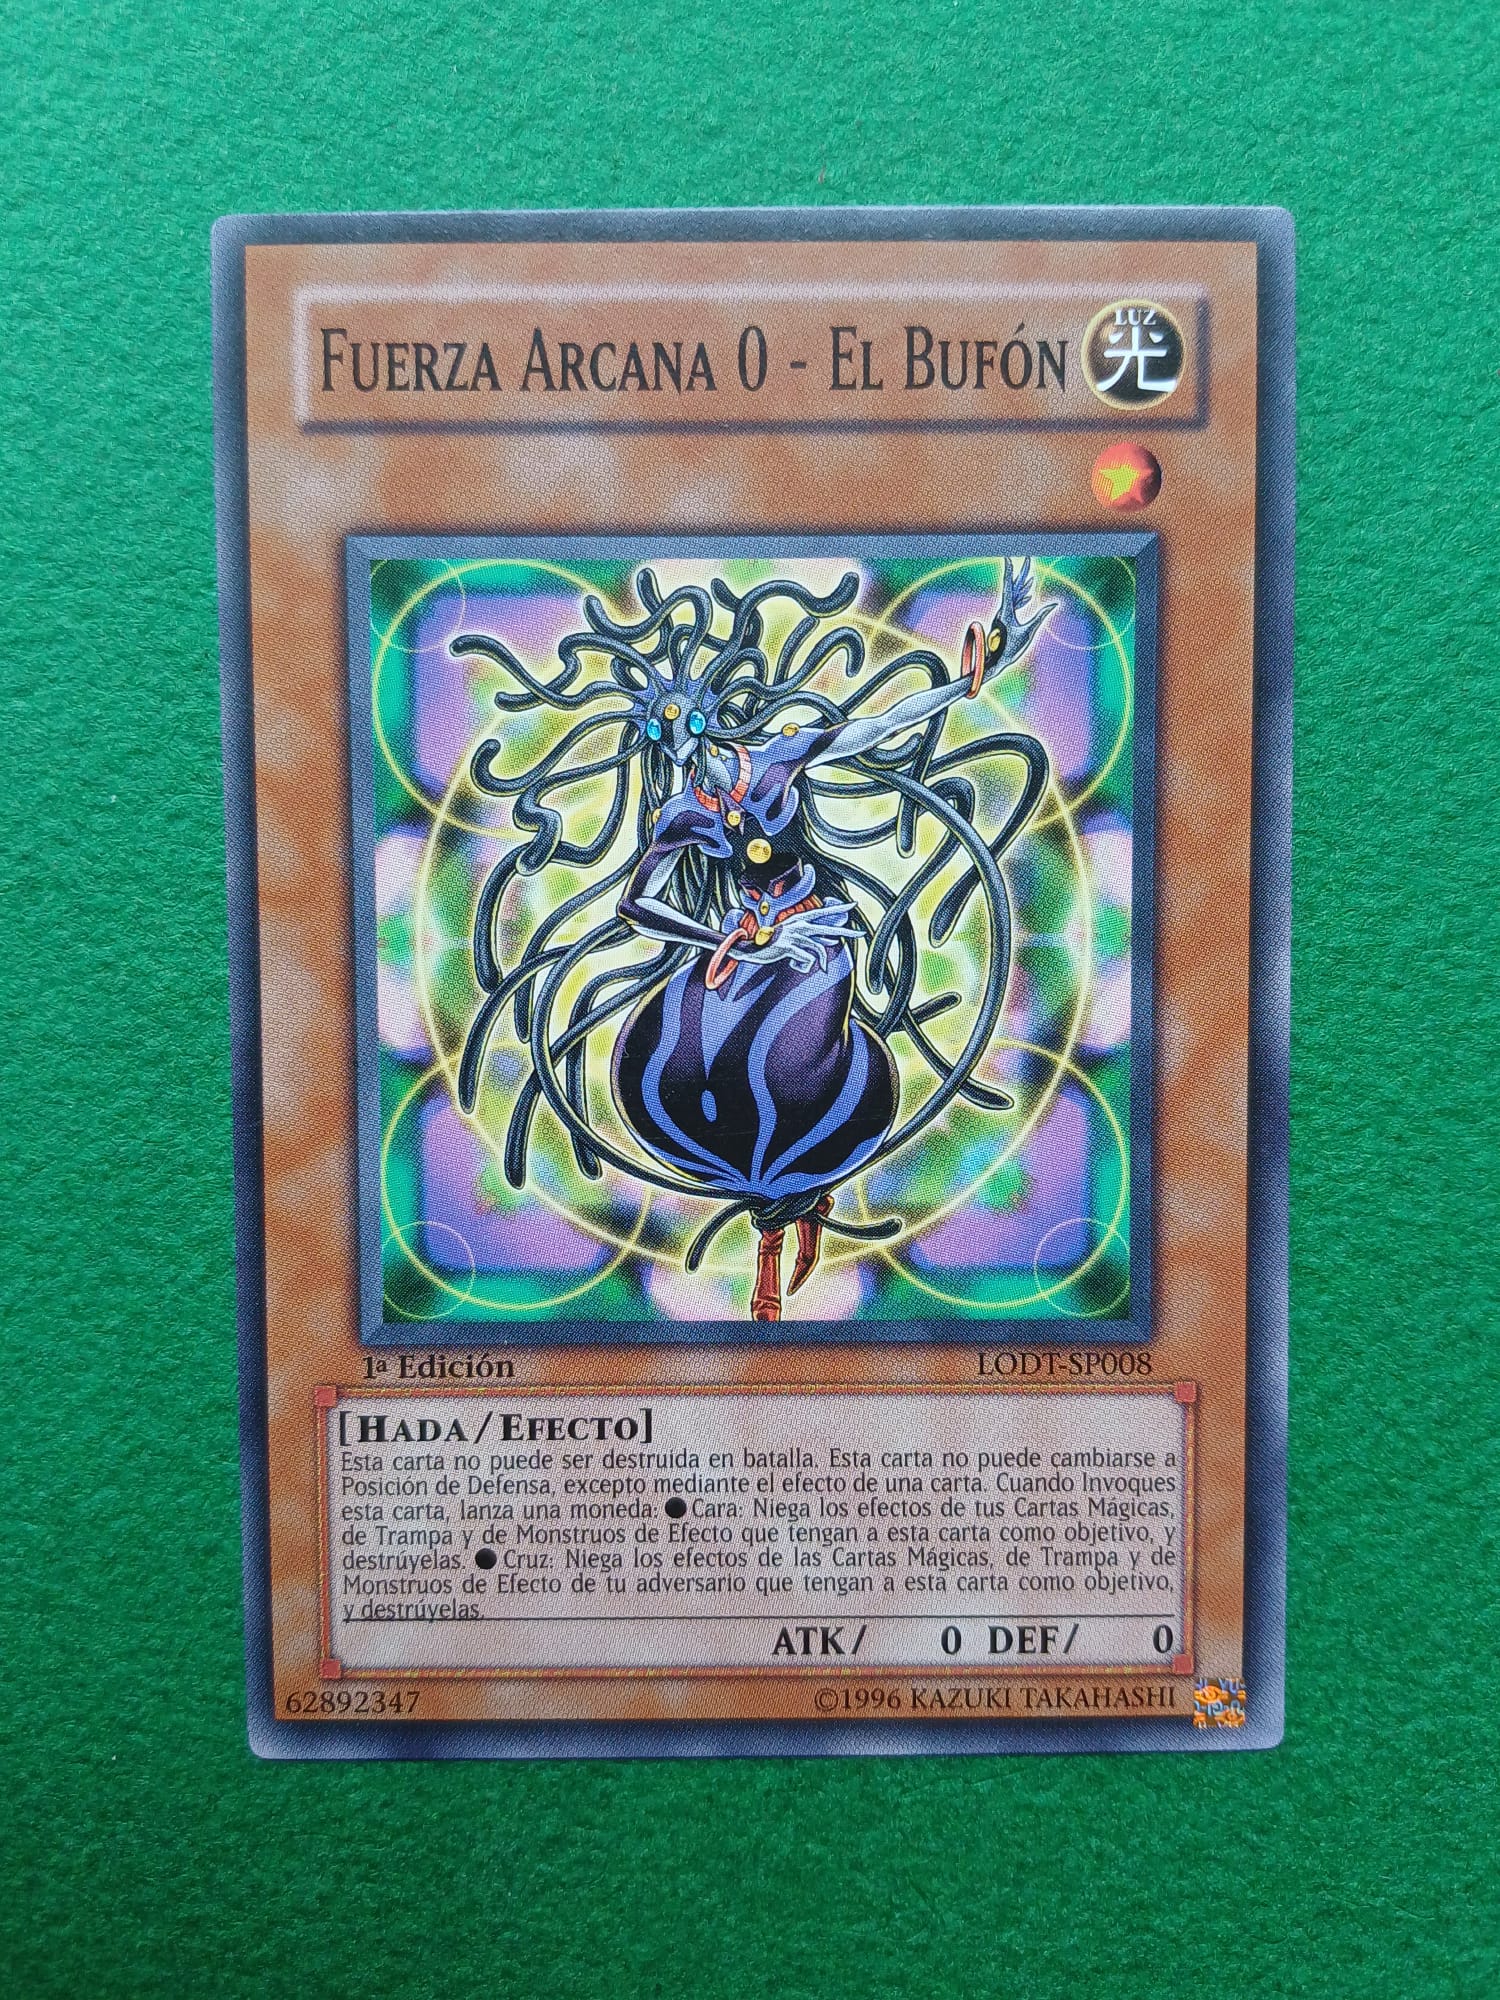 Fuerza Arcana 0 - El Bufón
LUZ
光
1ª Edición
LODT-SP008
[Hada/Efecto]
Esta carta no puede ser destruida en batalla. Esta carta no puede cambiarse a
Posición de Defensa, excepto mediante el efecto de una carta. Cuando Invoques
esta carta, lanza una moneda: ● Cara: Niega los efectos de tus Cartas Mágicas,
de Trampa y de Monstruos de Efecto que tengan a esta carta como objetivo, y
destrúyelas. ● Cruz: Niega los efectos de las Cartas Mágicas, de Trampa y de
Monstruos de Efecto de tu adversario que tengan a esta carta como objetivo,
y destrúyelas.
ATK/ 0 DEF/ 0
62892347
©1996 KAZUKI TAKAHASHI